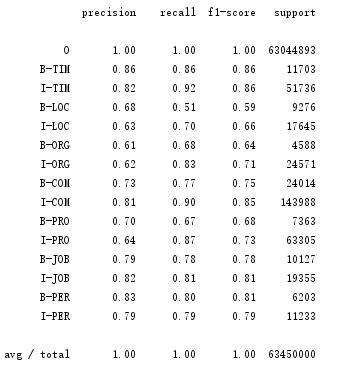 precision recall f1-score support
O 1.00 1.00 1.00 63044893
B-TIM 0.86 0.86 0.86 11703
I-TIM 0.82 0.92 0.86 51736
B-LOC 0.68 0.51 0.59 9276
I-LOC 0.63 0.70 0.66 17645
B-ORG 0.61 0.68 0.64 4588
I-ORG 0.62 0.83 0.71 24571
B-COM 0.73 0.77 0.75 24014
I-COM 0.81 0.90 0.85 143988
B-PRO 0.70 0.67 0.68 7363
I-PRO 0.64 0.87 0.73 63305
B-JOB 0.79 0.78 0.78 10127
I-JOB 0.82 0.81 0.81 19355
B-PER 0.83 0.80 0.81 6203
I-PER 0.79 0.79 0.79 11233
avg / total 1.00 1.00 1.00 63450000